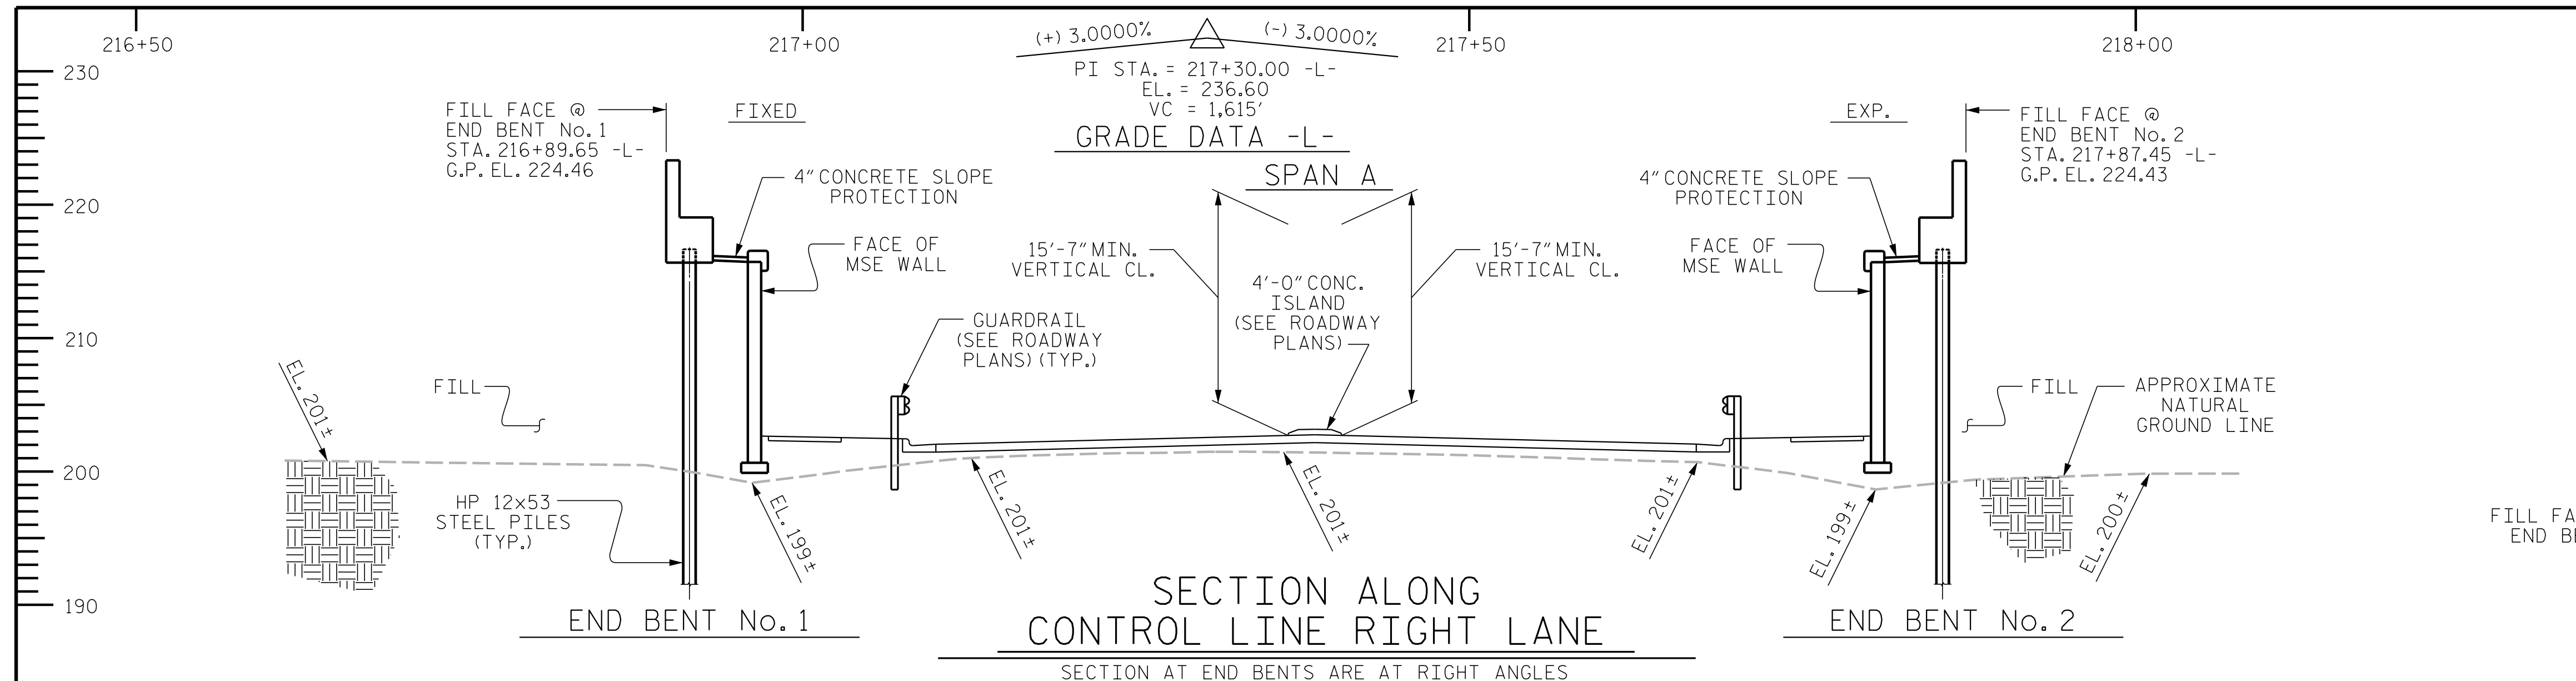 216+50
217+00
217+50
218+00
230
220
210
200
190
(+) 3.0000%
(-) 3.0000%
PI STA. = 217+30.00 -L-
EL. = 236.60
VC = 1,615'
GRADE DATA -L-
FILL FACE @
END BENT No. 1
STA. 216+89.65 -L-
G.P. EL. 224.46
FIXED
4" CONCRETE SLOPE
PROTECTION
FACE OF
MSE WALL
SPAN A
15'-7" MIN.
VERTICAL CL.
4'-0" CONC.
ISLAND
(SEE ROADWAY
PLANS)
15'-7" MIN.
VERTICAL CL.
EXP.
FILL FACE @
END BENT No. 2
STA. 217+87.45 -L-
G.P. EL. 224.43
4" CONCRETE SLOPE
PROTECTION
FACE OF
MSE WALL
GUARDRAIL
(SEE ROADWAY
PLANS) (TYP.)
EL. 201±
FILL
FILL
APPROXIMATE
NATURAL
GROUND LINE
HP 12x53
STEEL PILES
(TYP.)
EL. 199±
EL. 201±
EL. 201±
EL. 201±
EL. 199±
EL. 200±
FILL FA
END BE
END BENT No. 1
SECTION ALONG
CONTROL LINE RIGHT LANE
SECTION AT END BENTS ARE AT RIGHT ANGLES
END BENT No. 2